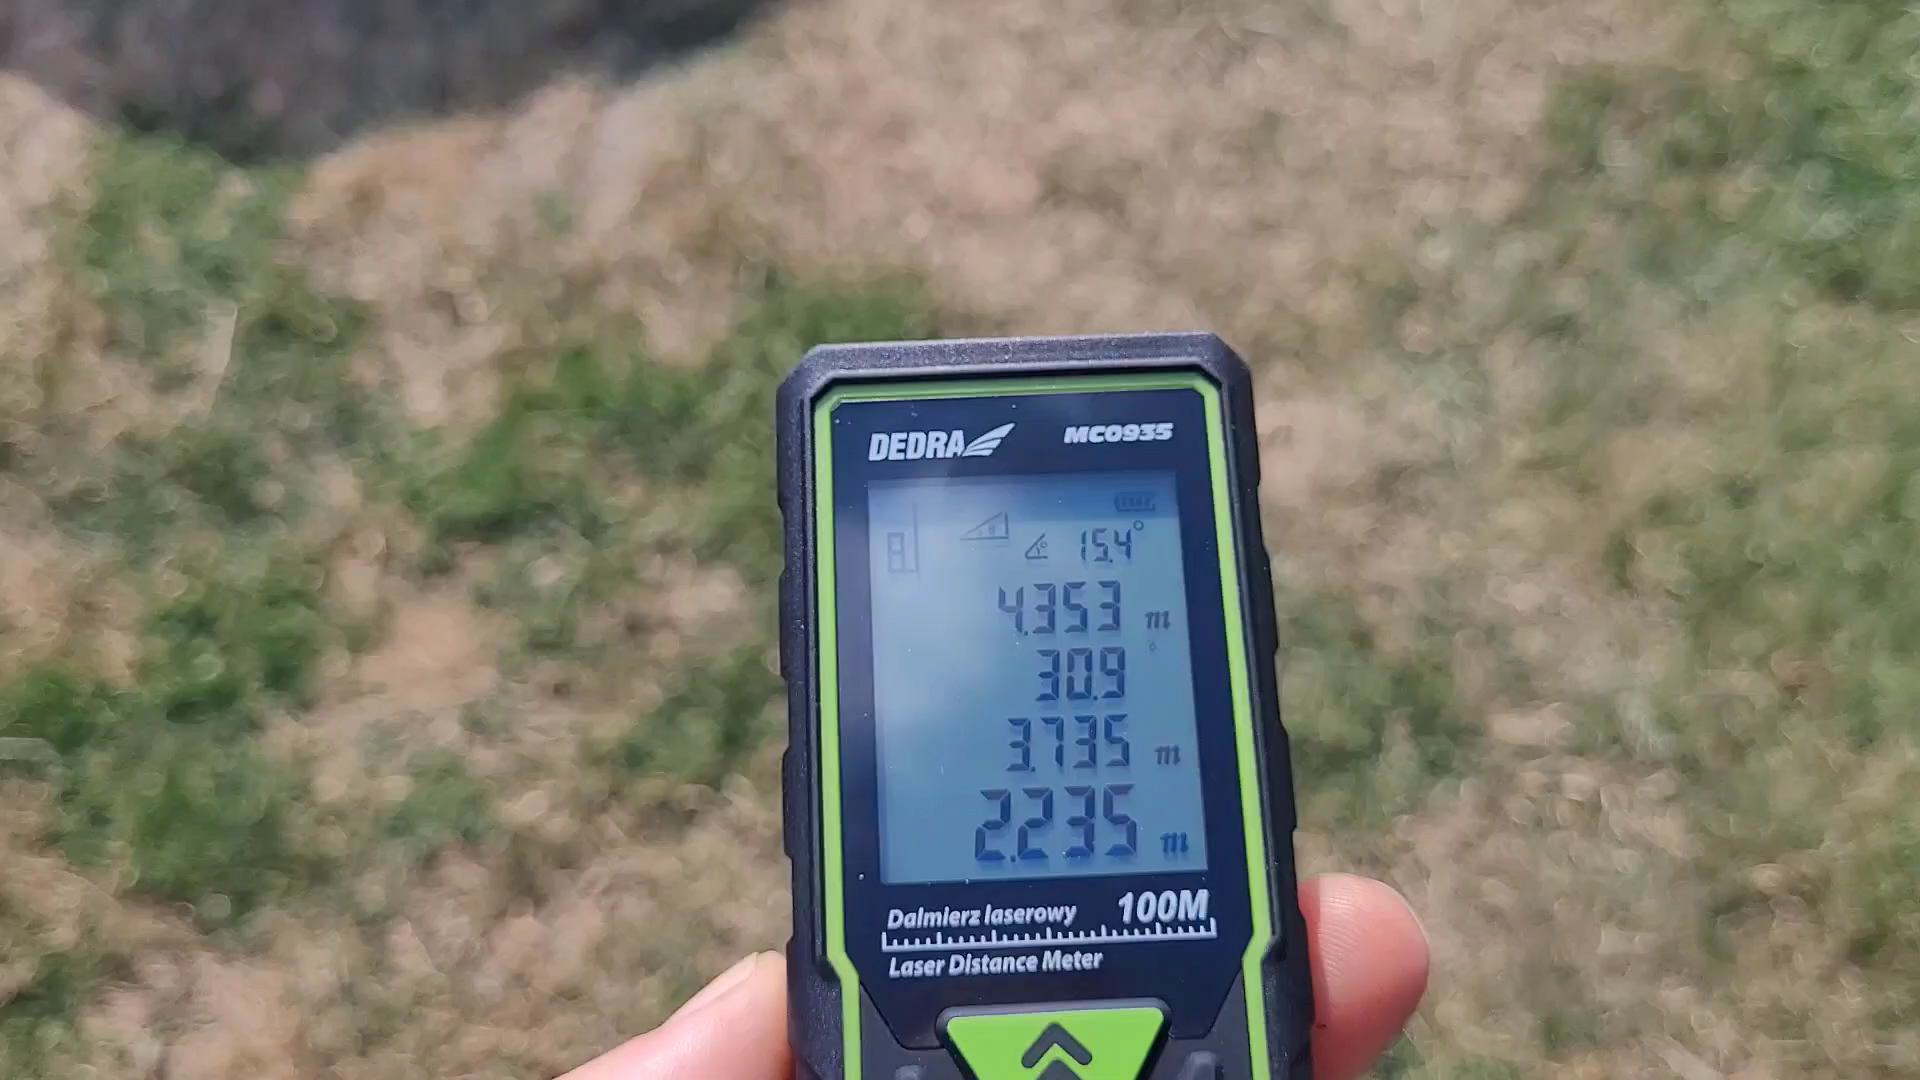 DEDRA MC0935
15.4°
4.353 m
30.9 °
3.735 m
2.235 m
Dalmierz laserowy 100M
Laser Distance Meter